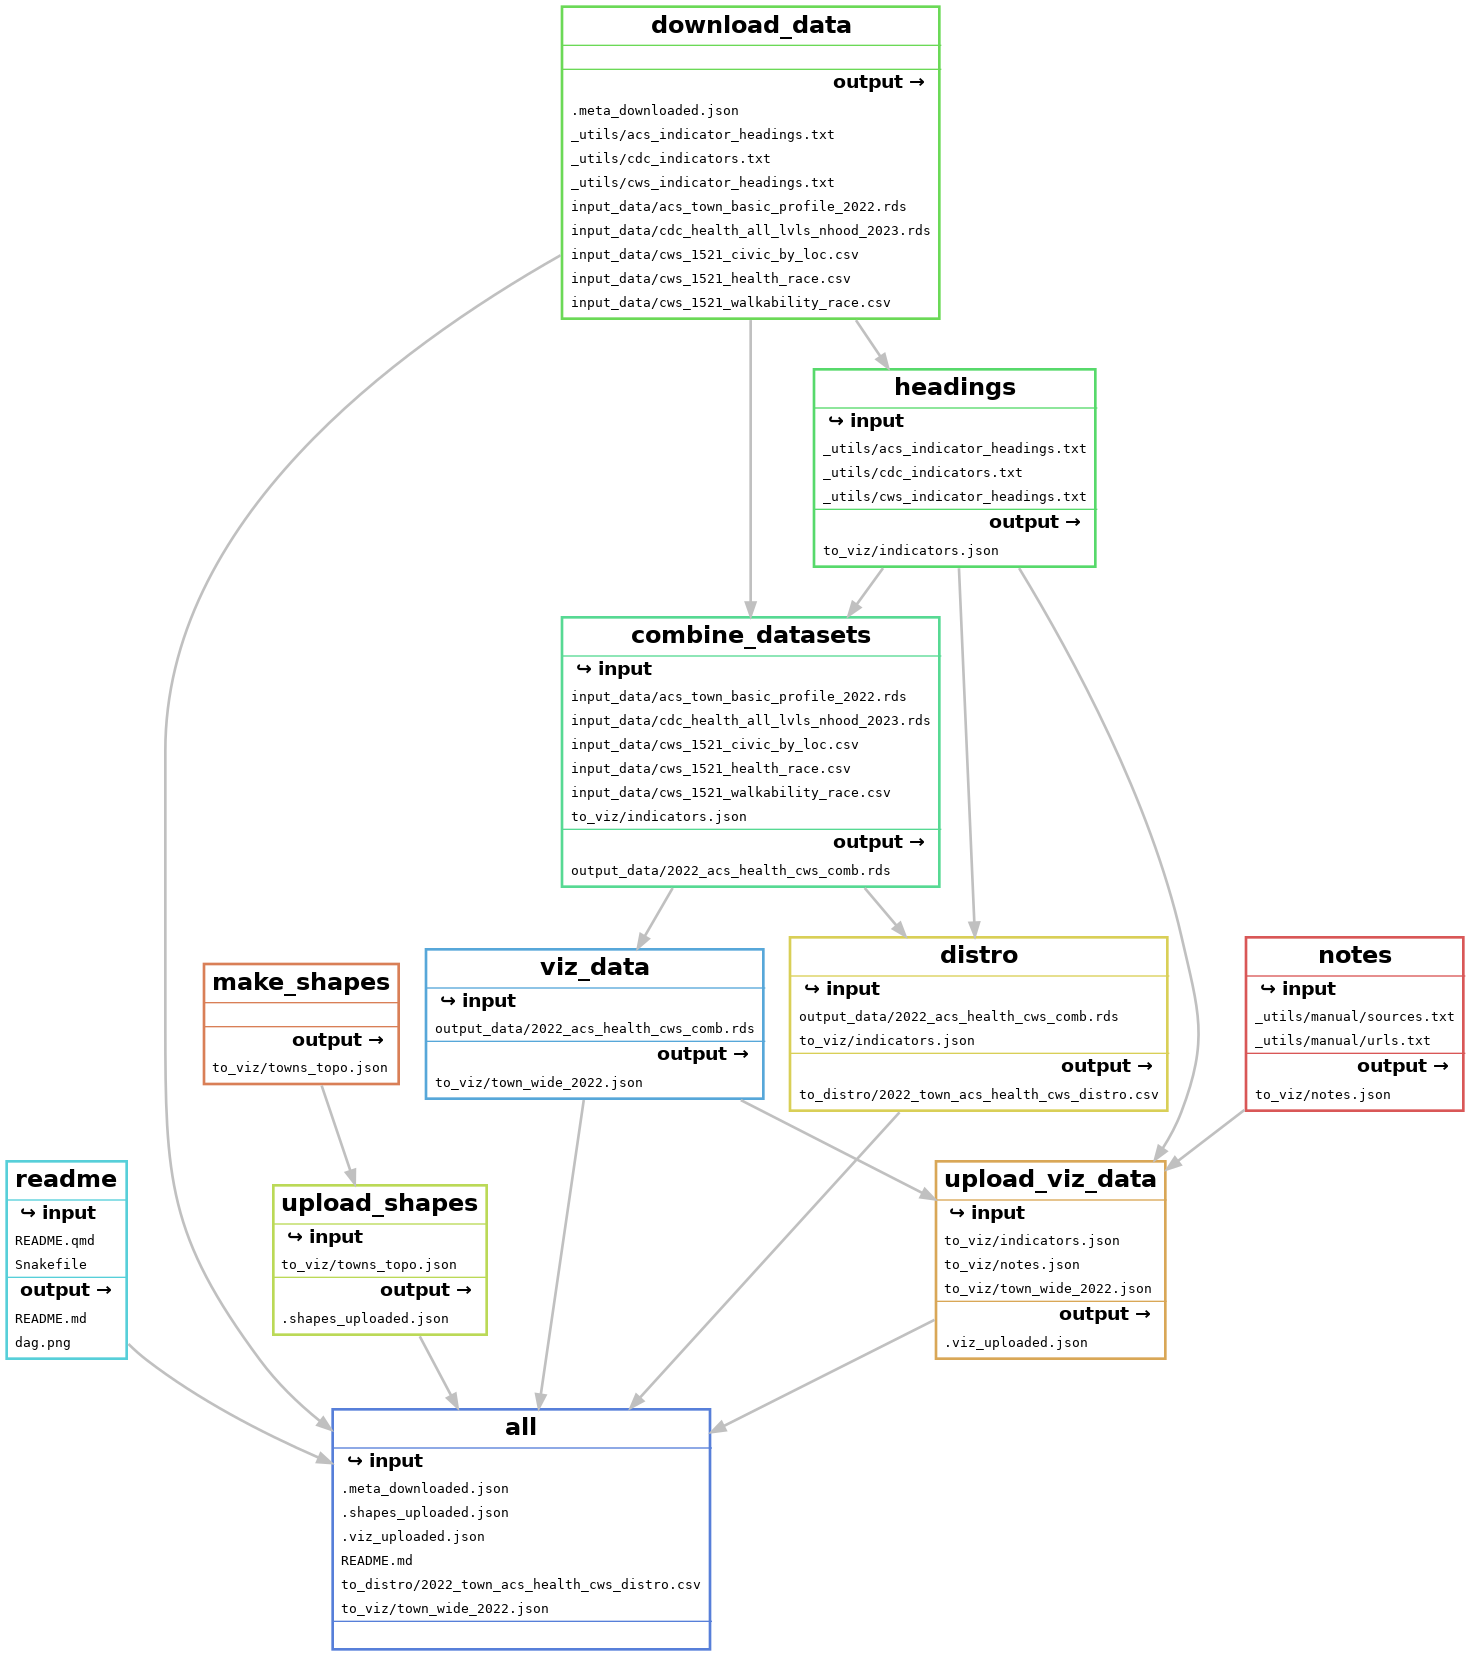 download_data
output →
.meta_downloaded.json
_utils/acs_indicator_headings.txt
_utils/cdc_indicators.txt
_utils/cws_indicator_headings.txt
input_data/acs_town_basic_profile_2022.rds
input_data/cdc_health_all_lvls_nhood_2023.rds
input_data/cws_1521_civic_by_loc.csv
input_data/cws_1521_health_race.csv
input_data/cws_1521_walkability_race.csv
headings
↪ input
_utils/acs_indicator_headings.txt
_utils/cdc_indicators.txt
_utils/cws_indicator_headings.txt
output →
to_viz/indicators.json
combine_datasets
↪ input
input_data/acs_town_basic_profile_2022.rds
input_data/cdc_health_all_lvls_nhood_2023.rds
input_data/cws_1521_civic_by_loc.csv
input_data/cws_1521_health_race.csv
input_data/cws_1521_walkability_race.csv
to_viz/indicators.json
output →
output_data/2022_acs_health_cws_comb.rds
make_shapes
output →
to_viz/towns_topo.json
viz_data
↪ input
output_data/2022_acs_health_cws_comb.rds
output →
to_viz/town_wide_2022.json
distro
↪ input
output_data/2022_acs_health_cws_comb.rds
to_viz/indicators.json
output →
to_distro/2022_town_acs_health_cws_distro.csv
notes
↪ input
_utils/manual/sources.txt
_utils/manual/urls.txt
output →
to_viz/notes.json
readme
↪ input
README.qmd
Snakefile
output →
README.md
dag.png
upload_shapes
↪ input
to_viz/towns_topo.json
output →
.shapes_uploaded.json
upload_viz_data
↪ input
to_viz/indicators.json
to_viz/notes.json
to_viz/town_wide_2022.json
output →
.viz_uploaded.json
all
↪ input
.meta_downloaded.json
.shapes_uploaded.json
.viz_uploaded.json
README.md
to_distro/2022_town_acs_health_cws_distro.csv
to_viz/town_wide_2022.json